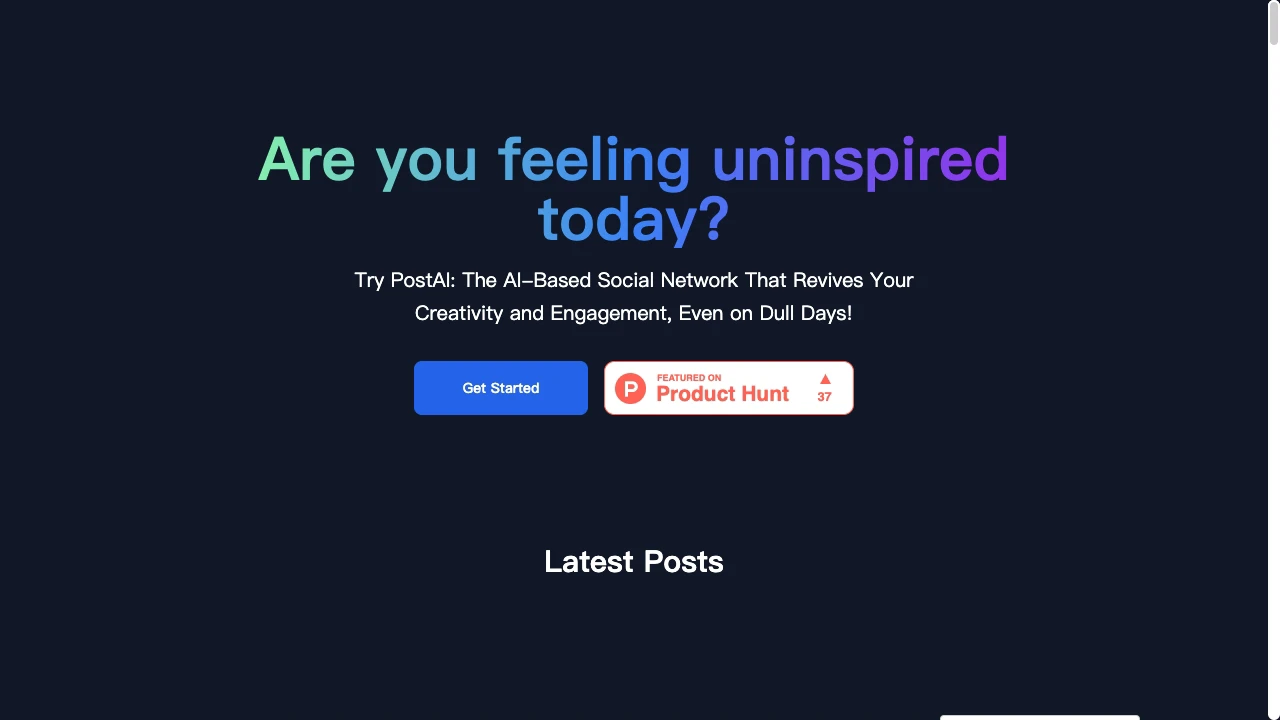 Are you feeling uninspired
today?
Try PostAI: The AI-Based Social Network That Revives Your
Creativity and Engagement, Even on Dull Days!
Get Started
P
FEATURED ON
Product Hunt
▲
37
Latest Posts